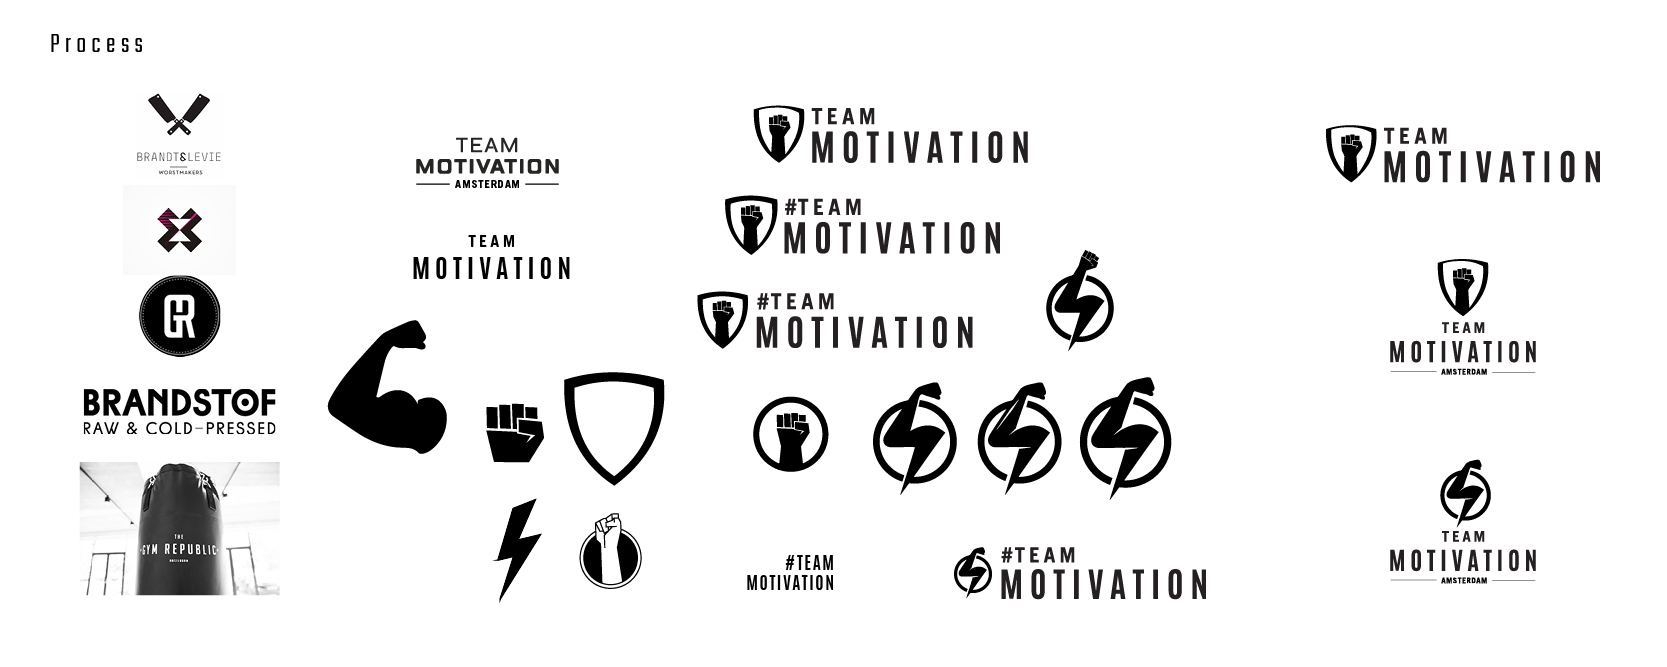 Process
BRANDT&LEVIE
WORSTMAKERS
GR
BRANDSTOF
RAW & COLD-PRESSED
THE
GYM REPUBLIC
AMSTERDAM
TEAM
MOTIVATION
AMSTERDAM
TEAM
MOTIVATION
TEAM
MOTIVATION
#TEAM
MOTIVATION
#TEAM
MOTIVATION
#TEAM
MOTIVATION
#TEAM
MOTIVATION
TEAM
MOTIVATION
TEAM
MOTIVATION
AMSTERDAM
TEAM
MOTIVATION
AMSTERDAM